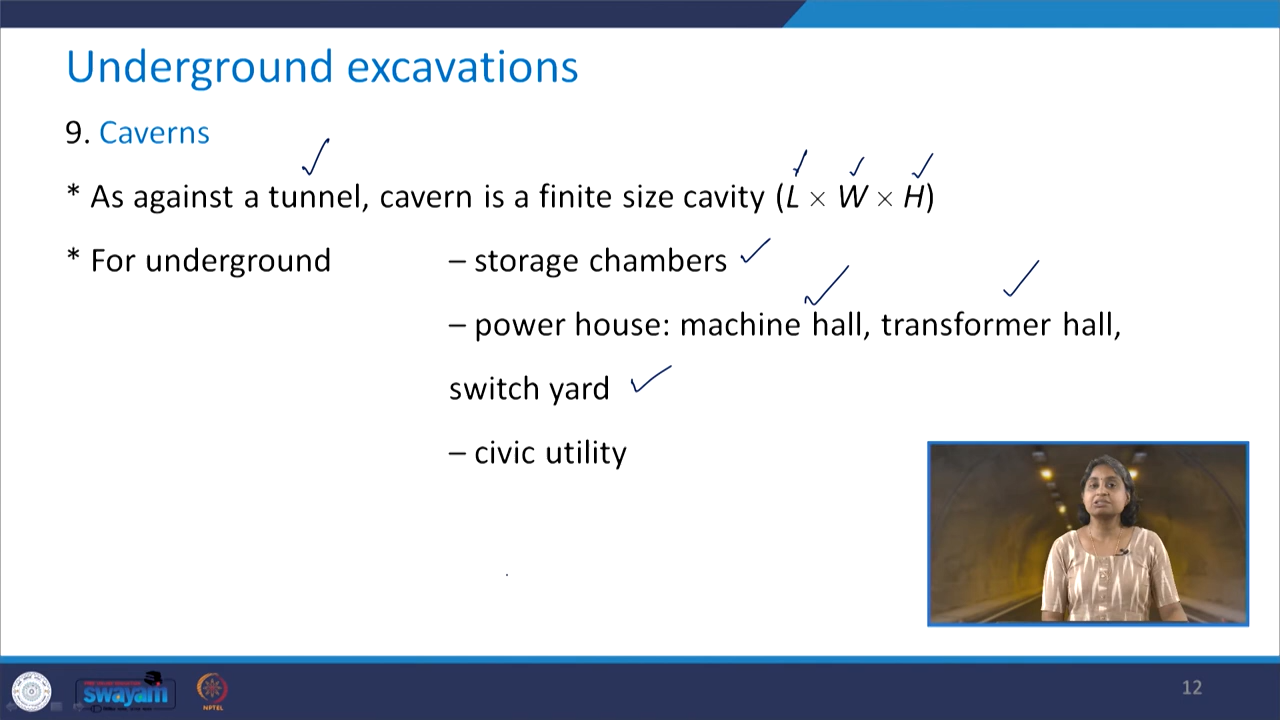 Underground excavations
9. Caverns
* As against a tunnel, cavern is a finite size cavity (L × W × H)
* For underground – storage chambers
– power house: machine hall, transformer hall,
switch yard
– civic utility
swayam
NPTEL
12